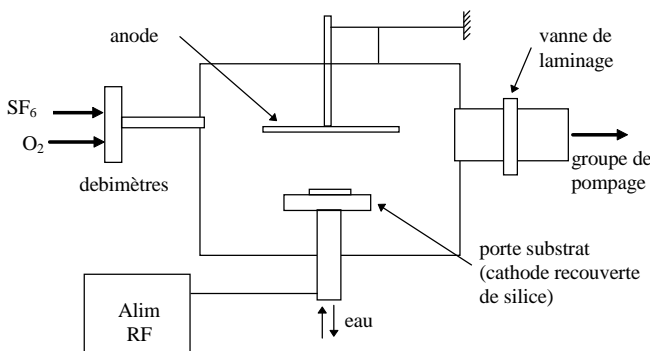 anode
vanne de
laminage
SF6
O2
debimètres
groupe de
pompage
porte substrat
(cathode recouverte
de silice)
Alim
RF
eau